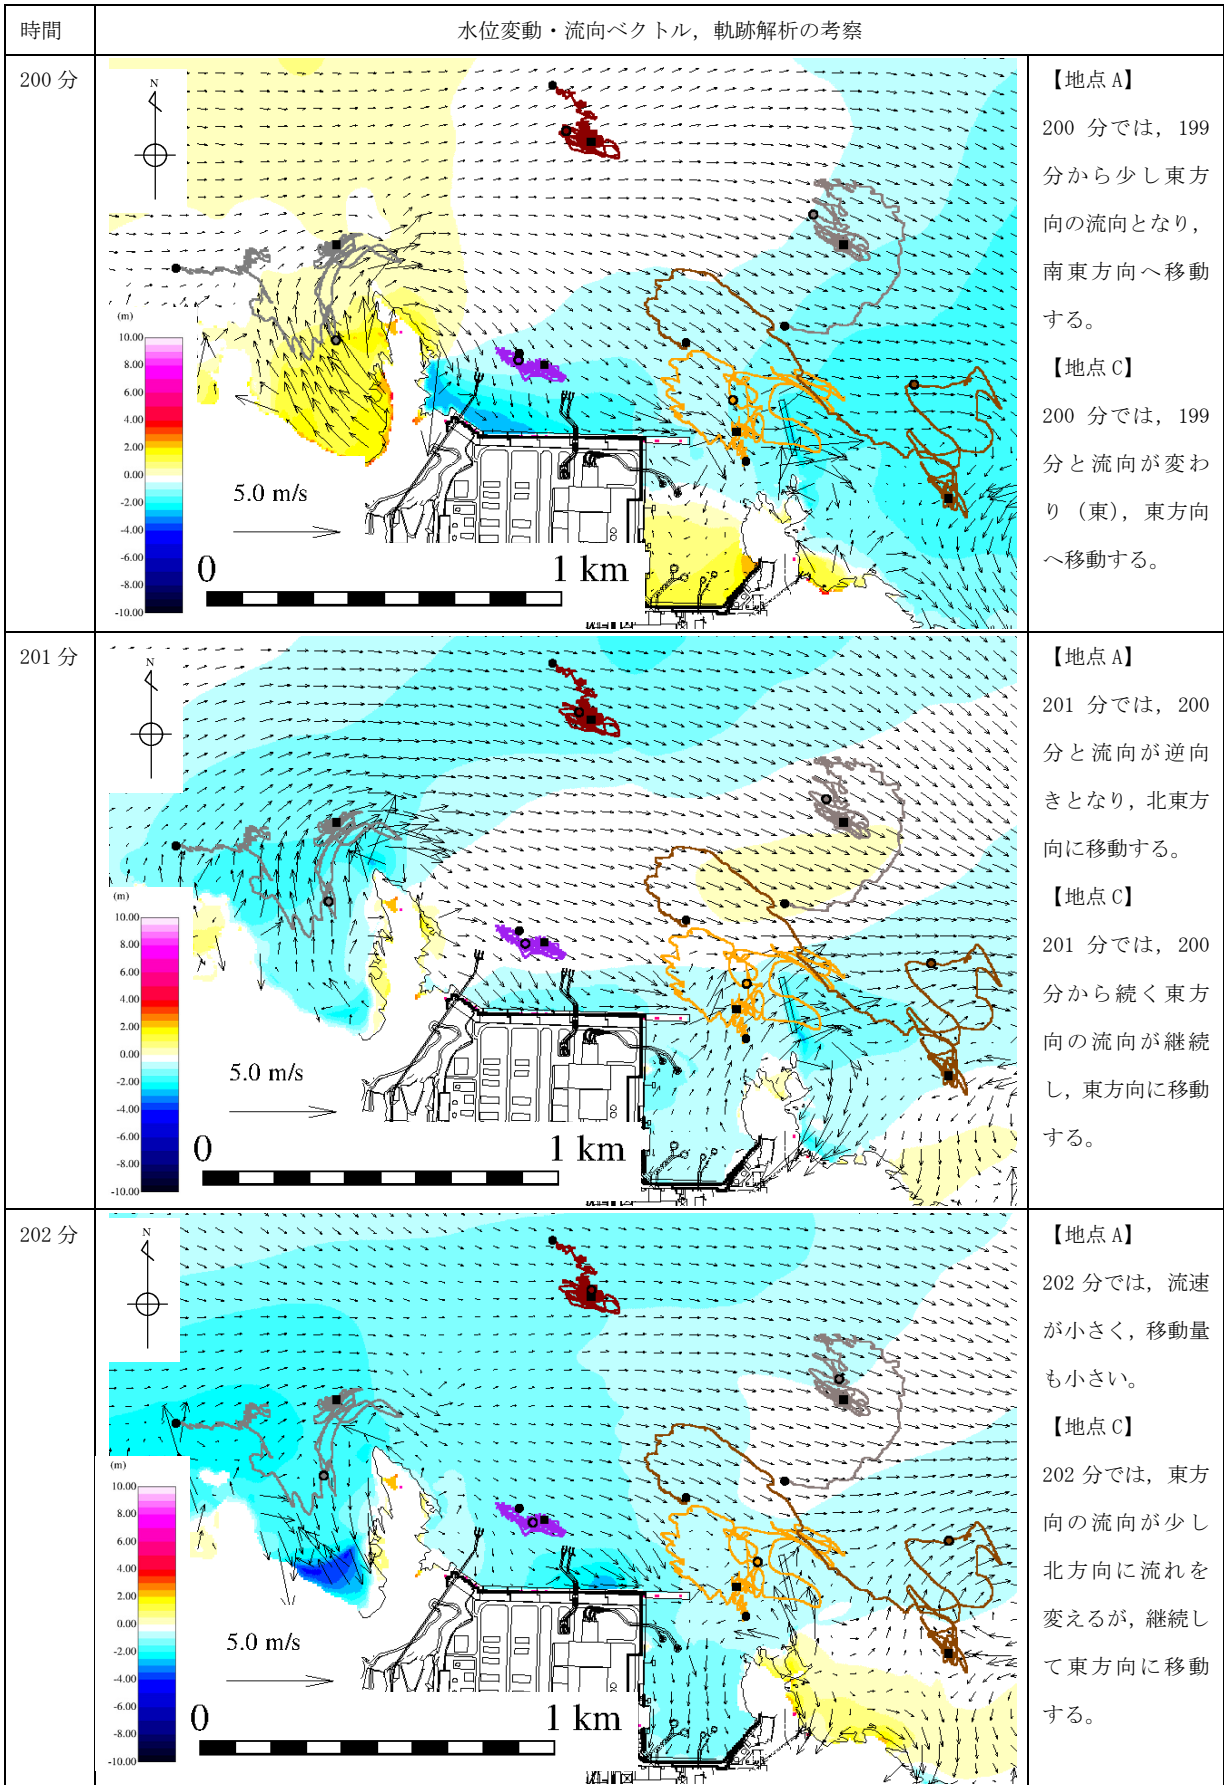 時間
水位変動・流向ベクトル，軌跡解析の考察
200 分
N
(m)
10.00
8.00
6.00
4.00
2.00
0.00
-2.00
-4.00
-6.00
-8.00
-10.00
5.0 m/s
0
1 km
【地点 A】
200 分では，199
分から少し東方
向の流向となり，
南東方向へ移動
する。
【地点 C】
200 分では，199
分と流向が変わ
り（東），東方向
へ移動する。
201 分
N
(m)
10.00
8.00
6.00
4.00
2.00
0.00
-2.00
-4.00
-6.00
-8.00
-10.00
5.0 m/s
0
1 km
【地点 A】
201 分では，200
分と流向が逆向
きとなり，北東方
向に移動する。
【地点 C】
201 分では，200
分から続く東方
向の流向が継続
し，東方向に移動
する。
202 分
N
(m)
10.00
8.00
6.00
4.00
2.00
0.00
-2.00
-4.00
-6.00
-8.00
-10.00
5.0 m/s
0
1 km
【地点 A】
202 分では，流速
が小さく，移動量
も小さい。
【地点 C】
202 分では，東方
向の流向が少し
北方向に流れを
変えるが，継続し
て東方向に移動
する。